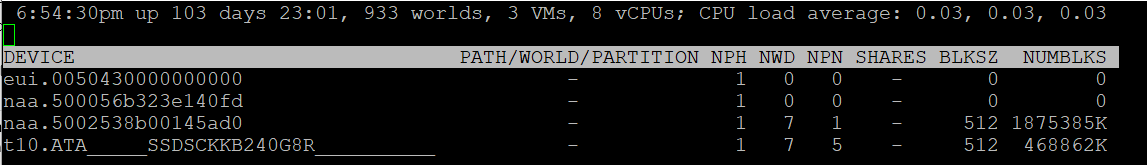 6:54:30pm up 103 days 23:01, 933 worlds, 3 VMs, 8 vCPUs; CPU load average: 0.03, 0.03, 0.03
DEVICE PATH/WORLD/PARTITION NPH NWD NPN SHARES BLKSZ NUMBLKS
eui.0050430000000000 - 1 0 0 - 0 0
naa.500056b323e140fd - 1 0 0 - 0 0
naa.5002538b00145ad0 - 1 7 1 - 512 1875385K
t10.ATA_____SSDSCKKB240G8R__________ - 1 7 5 - 512 468862K